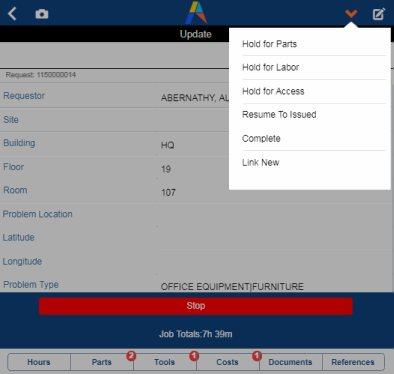 Update
Hold for Parts
Hold for Labor
Hold for Access
Resume To Issued
Complete
Link New
Request: 1150000014
Requestor ABERNATHY, AL
Site
Building HQ
Floor 19
Room 107
Problem Location
Latitude
Longitude
Problem Type OFFICE EQUIPMENT|FURNITURE
Stop
Job Totals:7h 39m
Hours Parts 2 Tools 1 Costs 1 Documents References